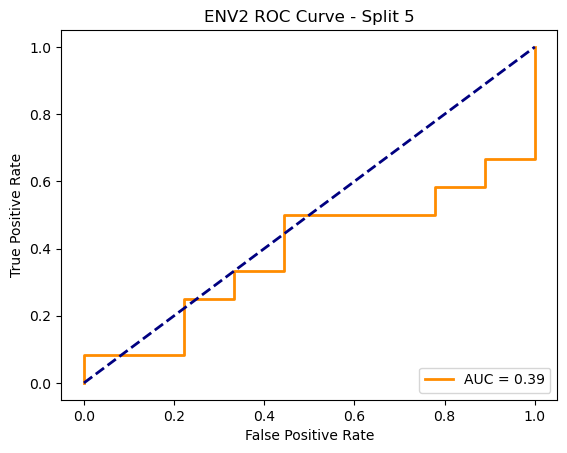 ENV2 ROC Curve - Split 5
True Positive Rate
1.0
0.8
0.6
0.4
0.2
0.0
AUC = 0.39
0.0 0.2 0.4 0.6 0.8 1.0
False Positive Rate